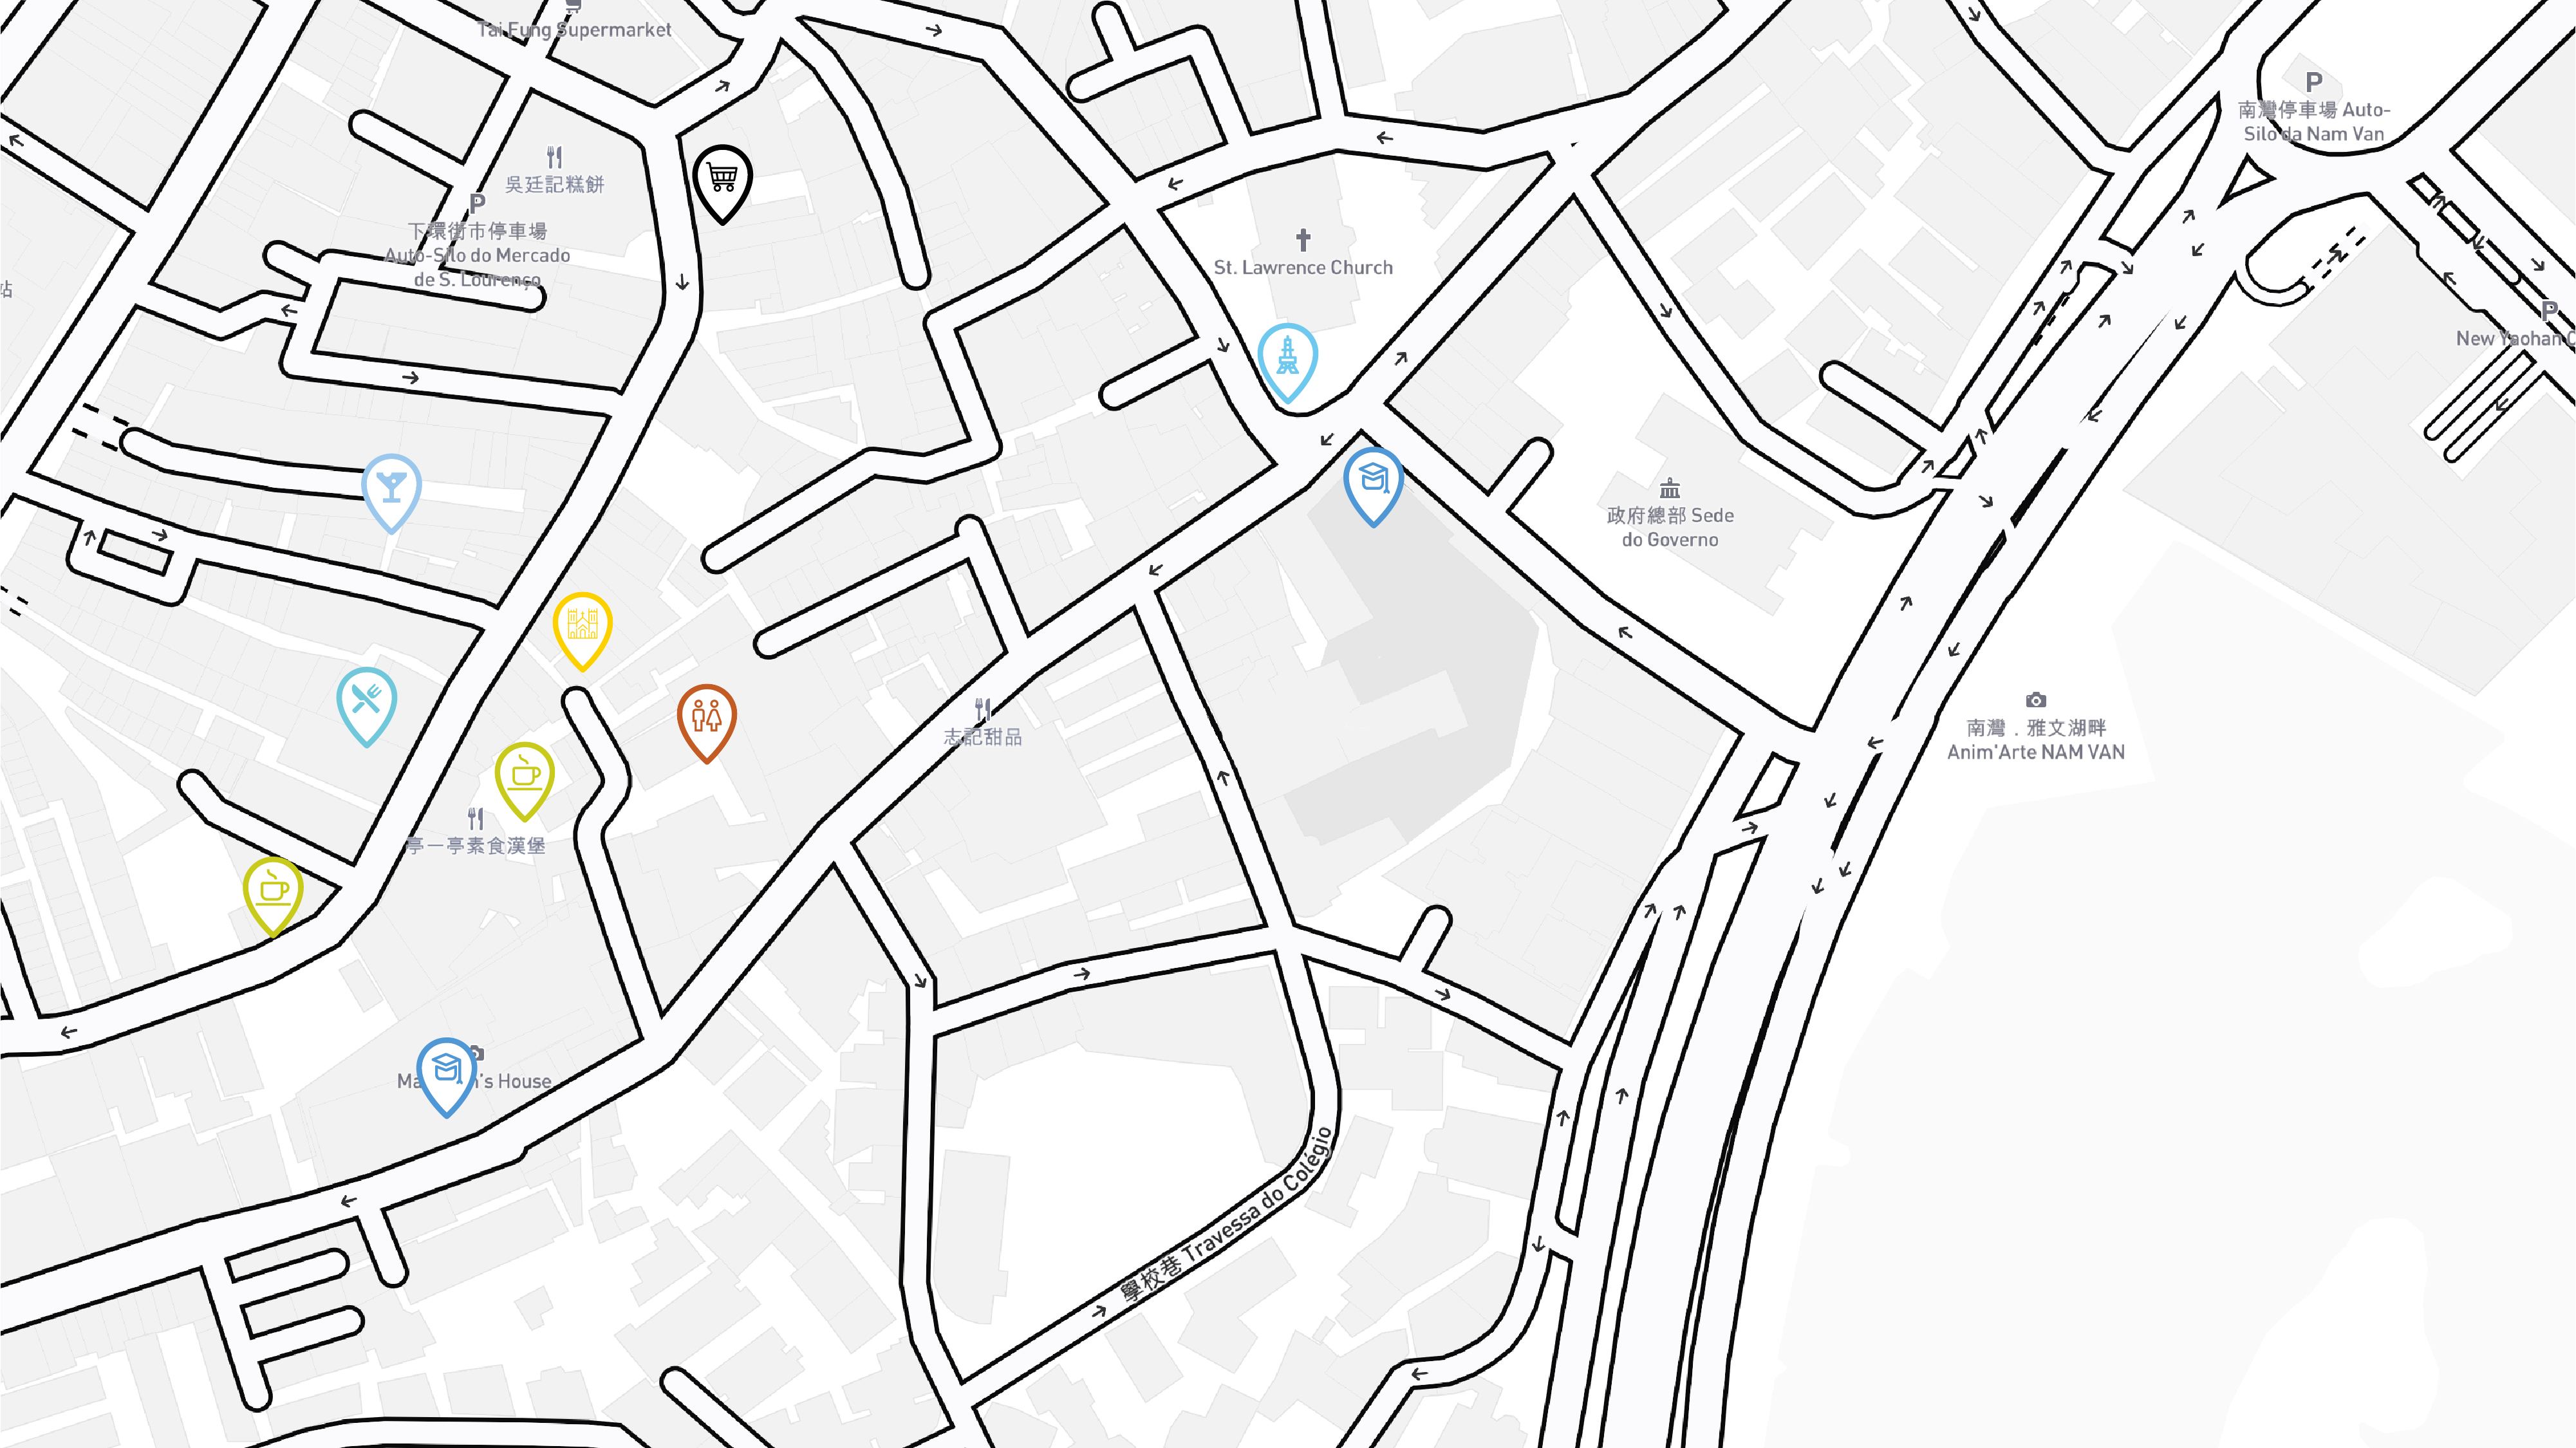 Tai Fung Supermarket
P
南灣停車場 Auto-
Silo da Nam Van
吳廷記糕餅
P
下環街市停車場
Auto-Silo do Mercado
de S. Lourenço
St. Lawrence Church
站
P
New Yaohan
政府總部 Sede
do Governo
志記甜品
南灣．雅文湖畔
Anim'Arte NAM VAN
亭一亭素食漢堡
's House
學校巷 Travessa do Colégio